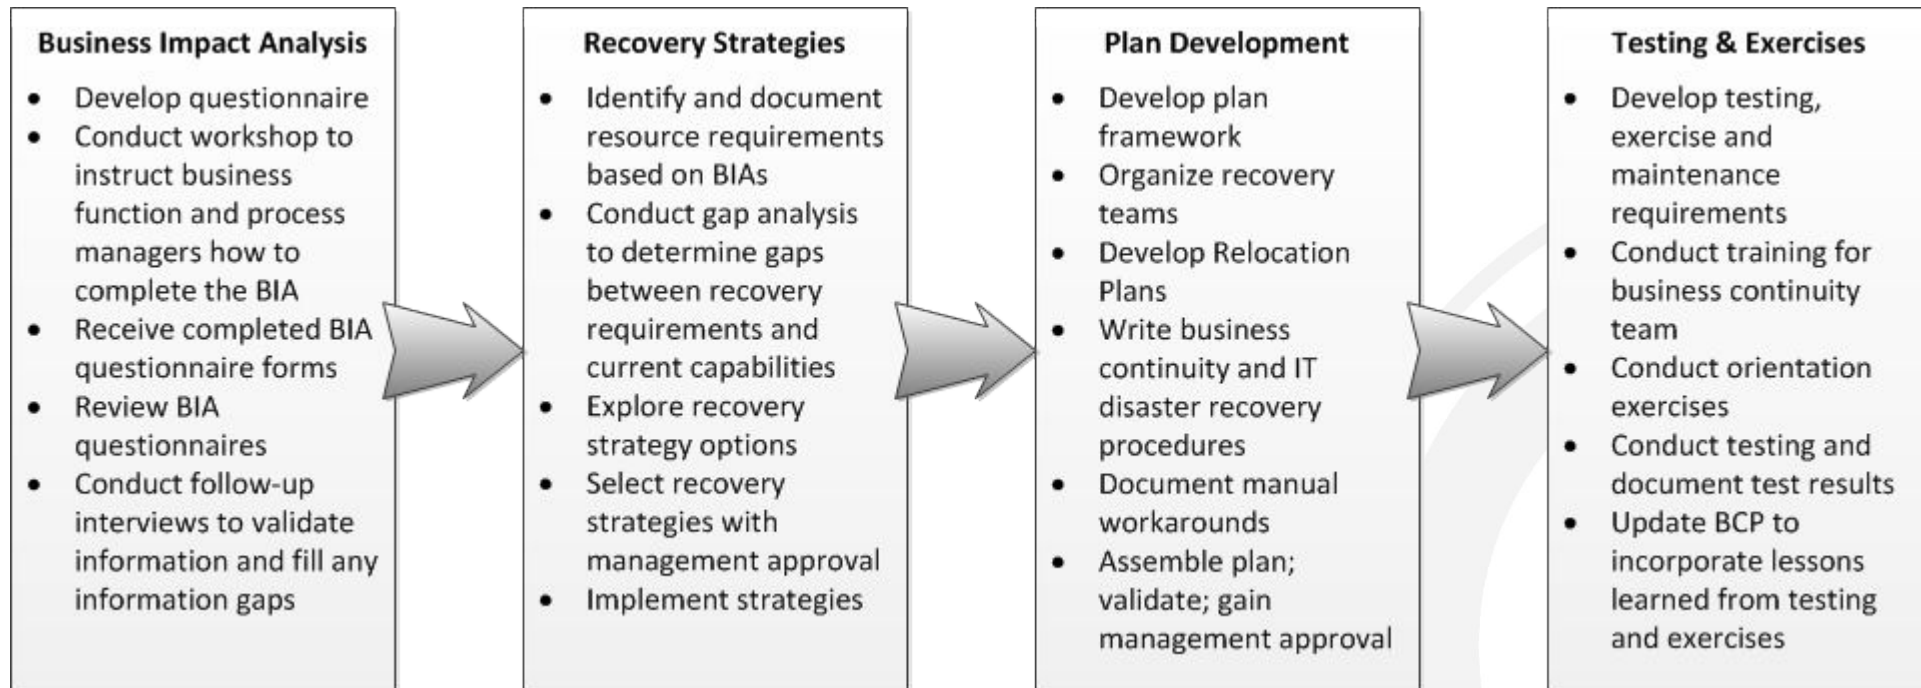 Business Impact Analysis
• Develop questionnaire
• Conduct workshop to
instruct business
function and process
managers how to
complete the BIA
• Receive completed BIA
questionnaire forms
• Review BIA
questionnaires
• Conduct follow-up
interviews to validate
information and fill any
information gaps
Recovery Strategies
• Identify and document
resource requirements
based on BIAs
• Conduct gap analysis
to determine gaps
between recovery
requirements and
current capabilities
• Explore recovery
strategy options
• Select recovery
strategies with
management approval
• Implement strategies
Plan Development
• Develop plan
framework
• Organize recovery
teams
• Develop Relocation
Plans
• Write business
continuity and IT
disaster recovery
procedures
• Document manual
workarounds
• Assemble plan;
validate; gain
management approval
Testing & Exercises
• Develop testing,
exercise and
maintenance
requirements
• Conduct training for
business continuity
team
• Conduct orientation
exercises
• Conduct testing and
document test results
• Update BCP to
incorporate lessons
learned from testing
and exercises